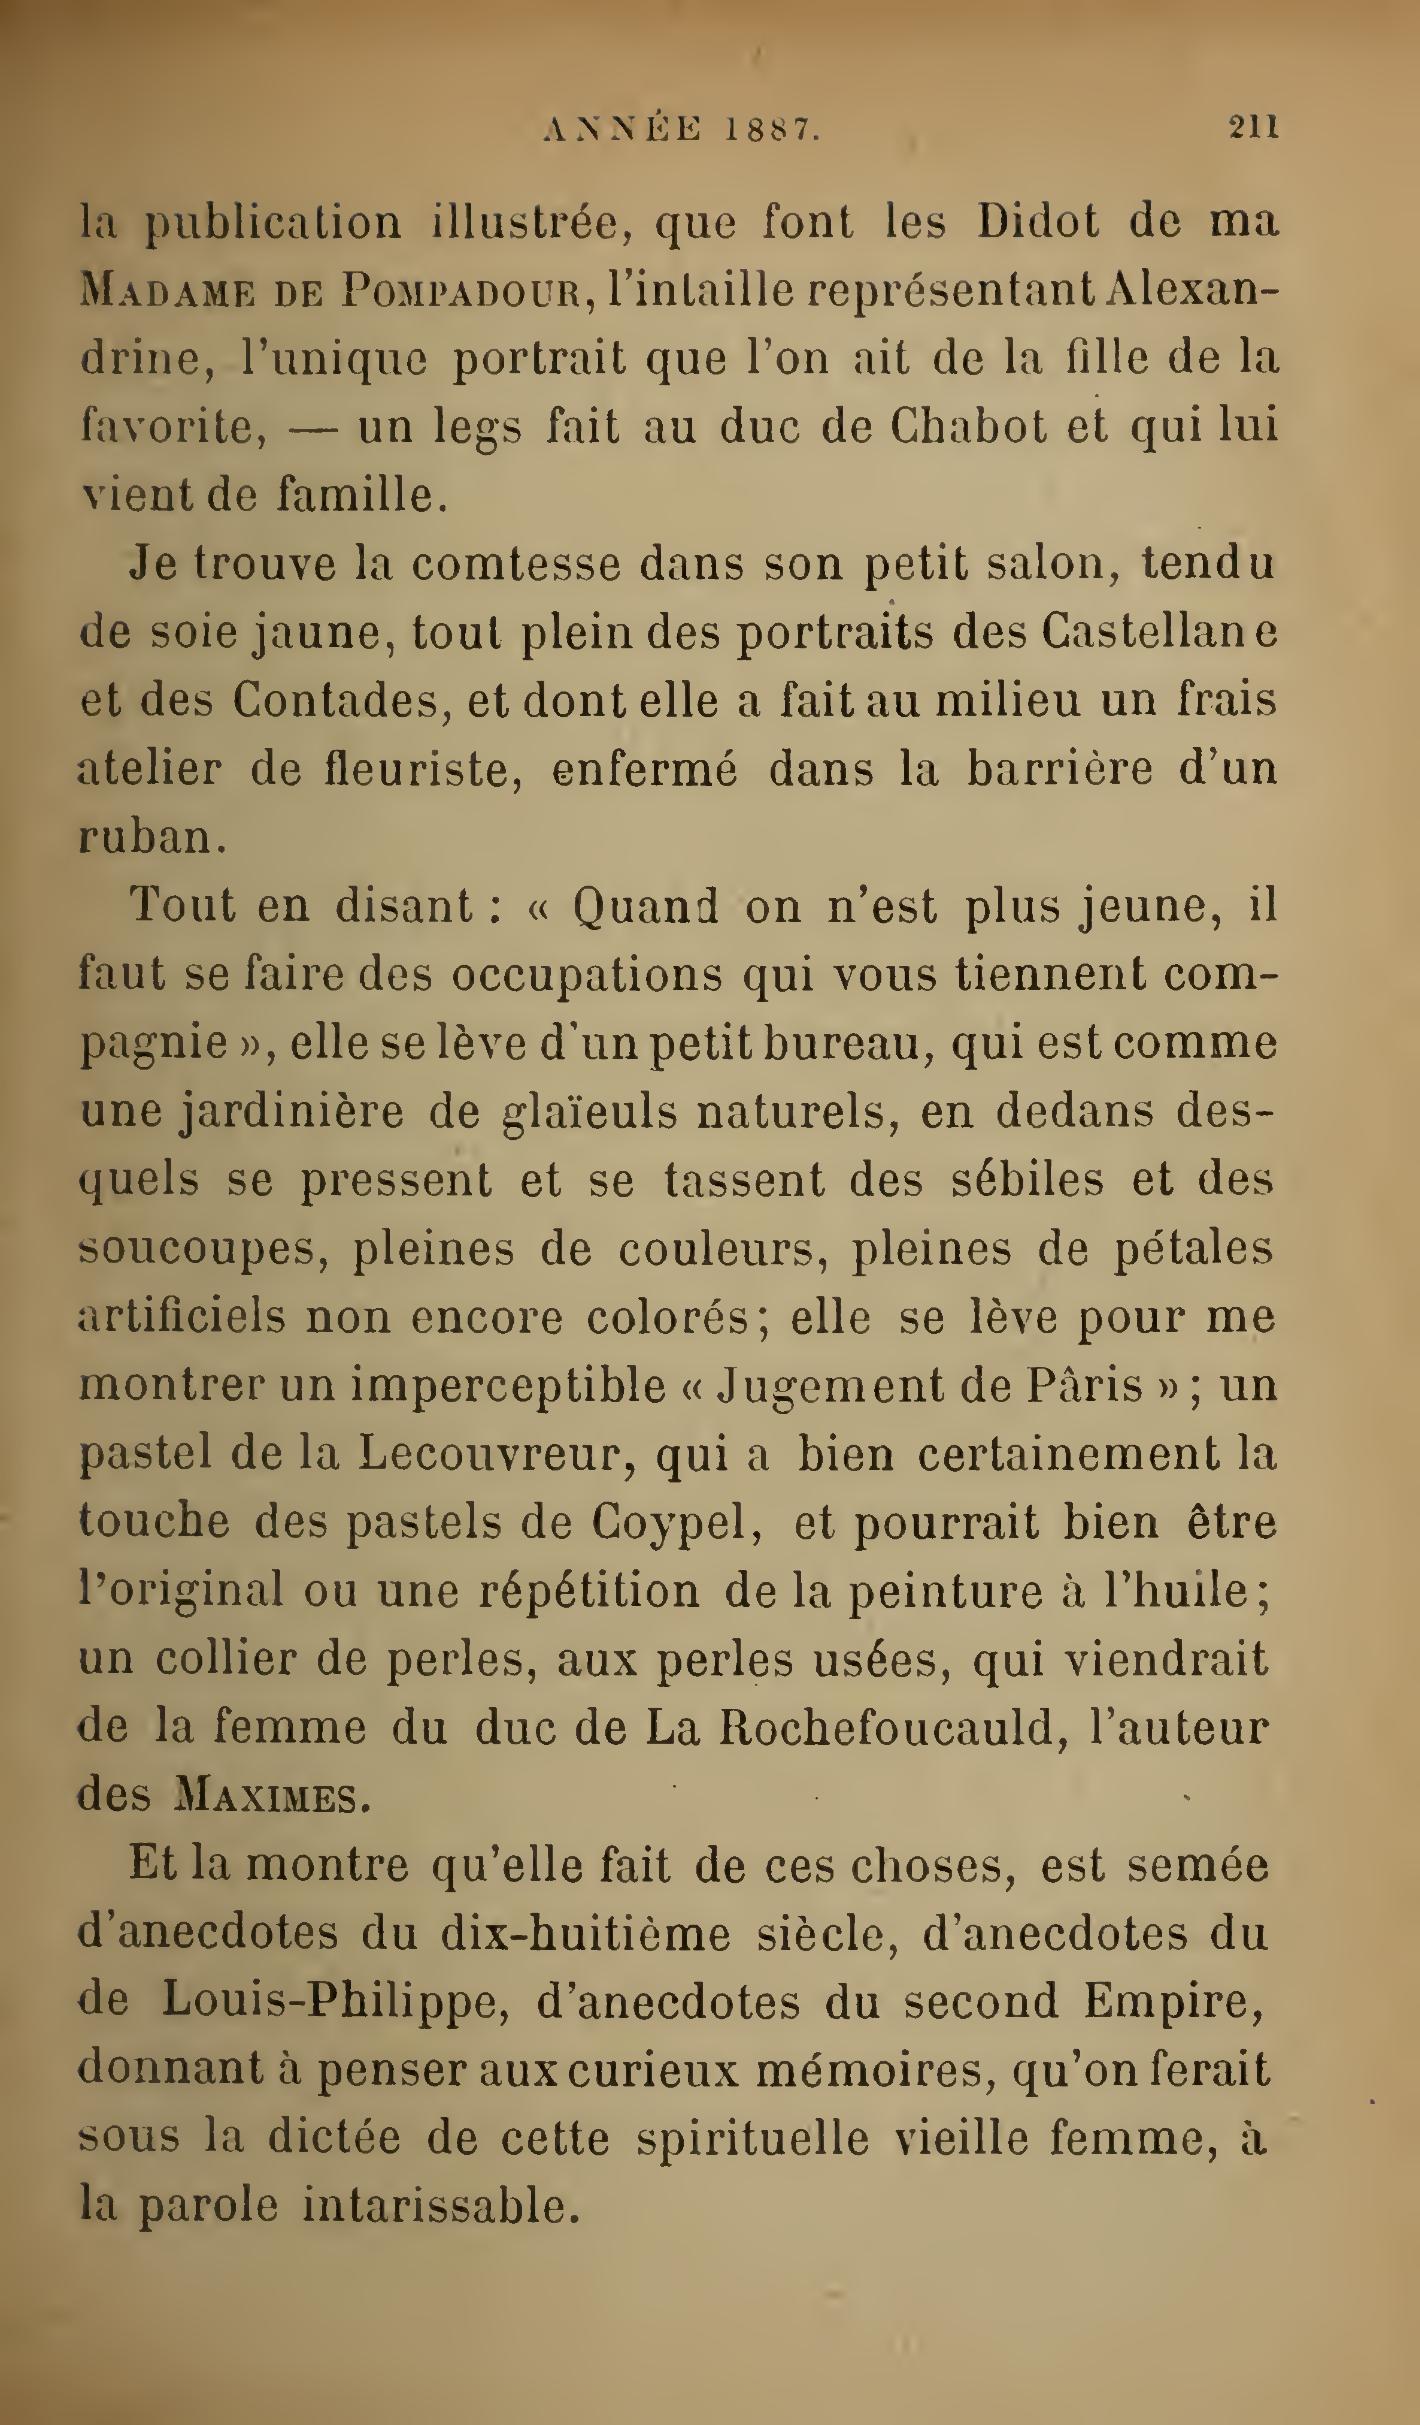 ANNÉE 1887. 211
la publication illustrée, que font les Didot de ma
MADAME DE POMPADOUR, l'intaille représentant Alexan-
drine, l'unique portrait que l'on ait de la fille de la
favorite, — un legs fait au duc de Chabot et qui lui
vient de famille.
Je trouve la comtesse dans son petit salon, tendu
de soie jaune, tout plein des portraits des Castellane
et des Contades, et dont elle a fait au milieu un frais
atelier de fleuriste, enfermé dans la barrière d'un
ruban.
Tout en disant : « Quand on n'est plus jeune, il
faut se faire des occupations qui vous tiennent com-
pagnie », elle se lève d'un petit bureau, qui est comme
une jardinière de glaïeuls naturels, en dedans des-
quels se pressent et se tassent des sébiles et des
soucoupes, pleines de couleurs, pleines de pétales
artificiels non encore colorés; elle se lève pour me
montrer un imperceptible « Jugement de Pâris » ; un
pastel de la Lecouvreur, qui a bien certainement la
touche des pastels de Coypel, et pourrait bien être
l'original ou une répétition de la peinture à l'huile;
un collier de perles, aux perles usées, qui viendrait
de la femme du duc de La Rochefoucauld, l'auteur
des MAXIMES.
Et la montre qu'elle fait de ces choses, est semée
d'anecdotes du dix-huitième siècle, d'anecdotes du
de Louis-Philippe, d'anecdotes du second Empire,
donnant à penser aux curieux mémoires, qu'on ferait
sous la dictée de cette spirituelle vieille femme, à
la parole intarissable.